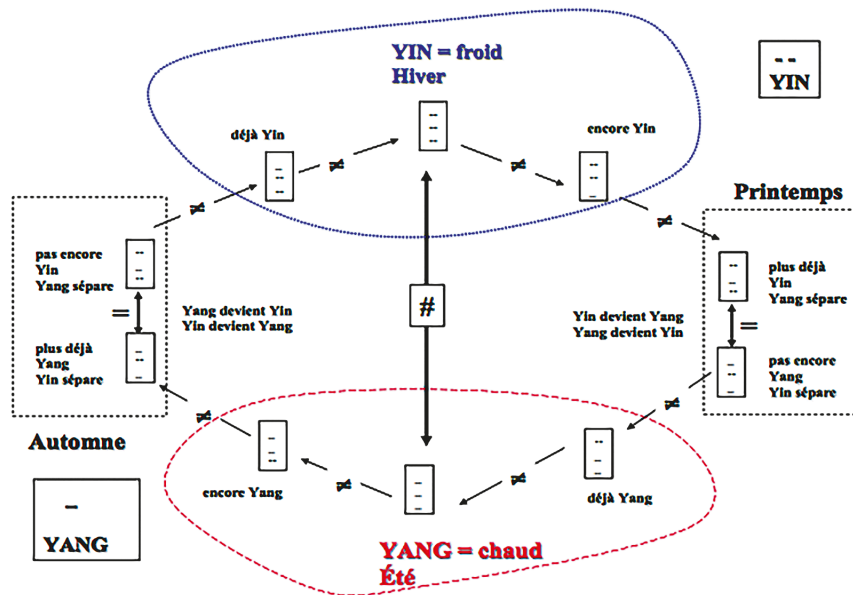 YIN = froid
Hiver
-- YIN
déjà Yin
encore Yin
≠
≠
≠
≠
Printemps
pas encore
Yin
Yang sépare
=
plus déjà
Yang
Yin sépare
Yang devient Yin
Yin devient Yang
#
Yin devient Yang
Yang devient Yin
plus déjà
Yin
Yang sépare
=
pas encore
Yang
Yin sépare
≠
≠
≠
≠
Automne
encore Yang
déjà Yang
– YANG
YANG = chaud
Été